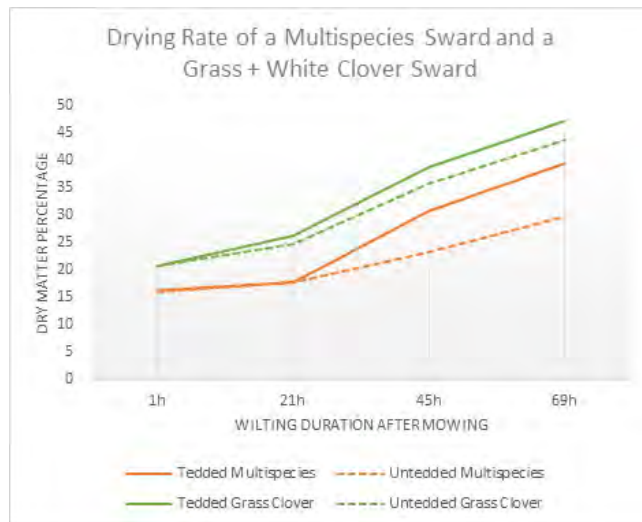 Drying Rate of a Multispecies Sward and a
Grass + White Clover Sward
50
45
40
35
30
25
20
15
10
5
0
DRY MATTER PERCENTAGE
1h 21h 45h 69h
WILTING DURATION AFTER MOWING
Tedded Multispecies Untedded Multispecies
Tedded Grass Clover Untedded Grass Clover